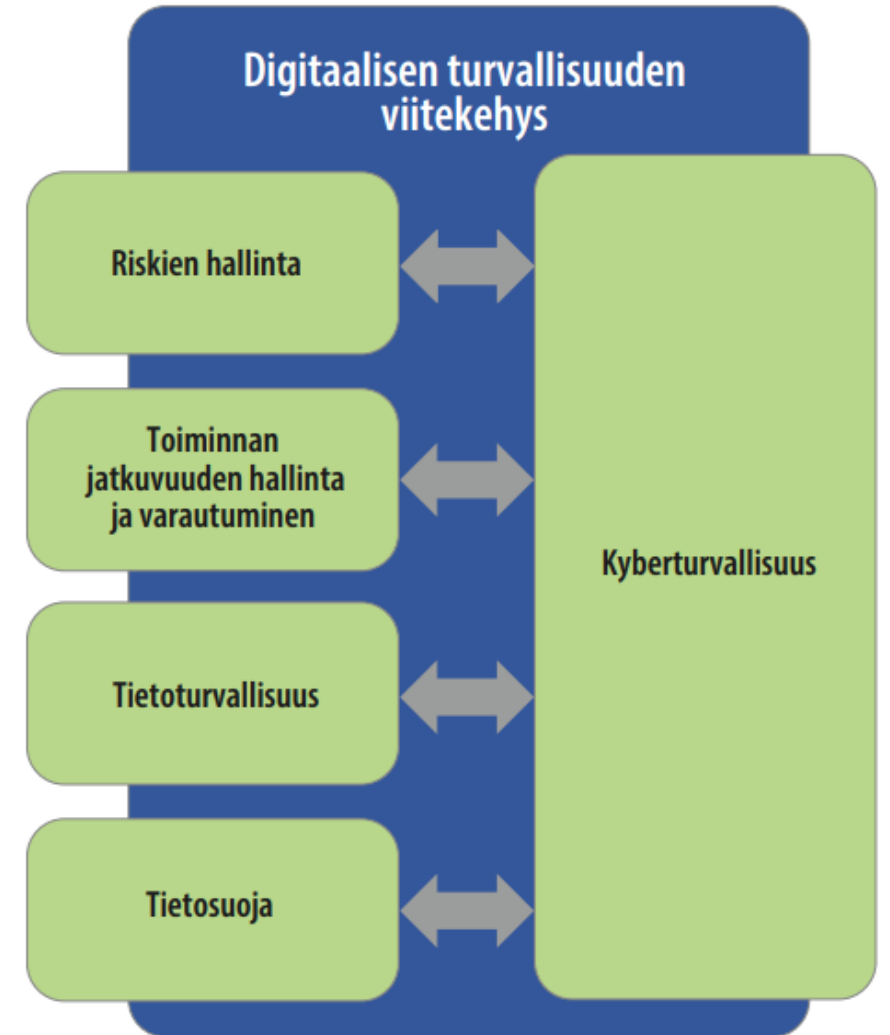 Digitaalisen turvallisuuden
viitekehys
Riskien hallinta
Toiminnan
jatkuvuuden hallinta
ja varautuminen
Tietoturvallisuus
Tietosuoja
Kyberturvallisuus